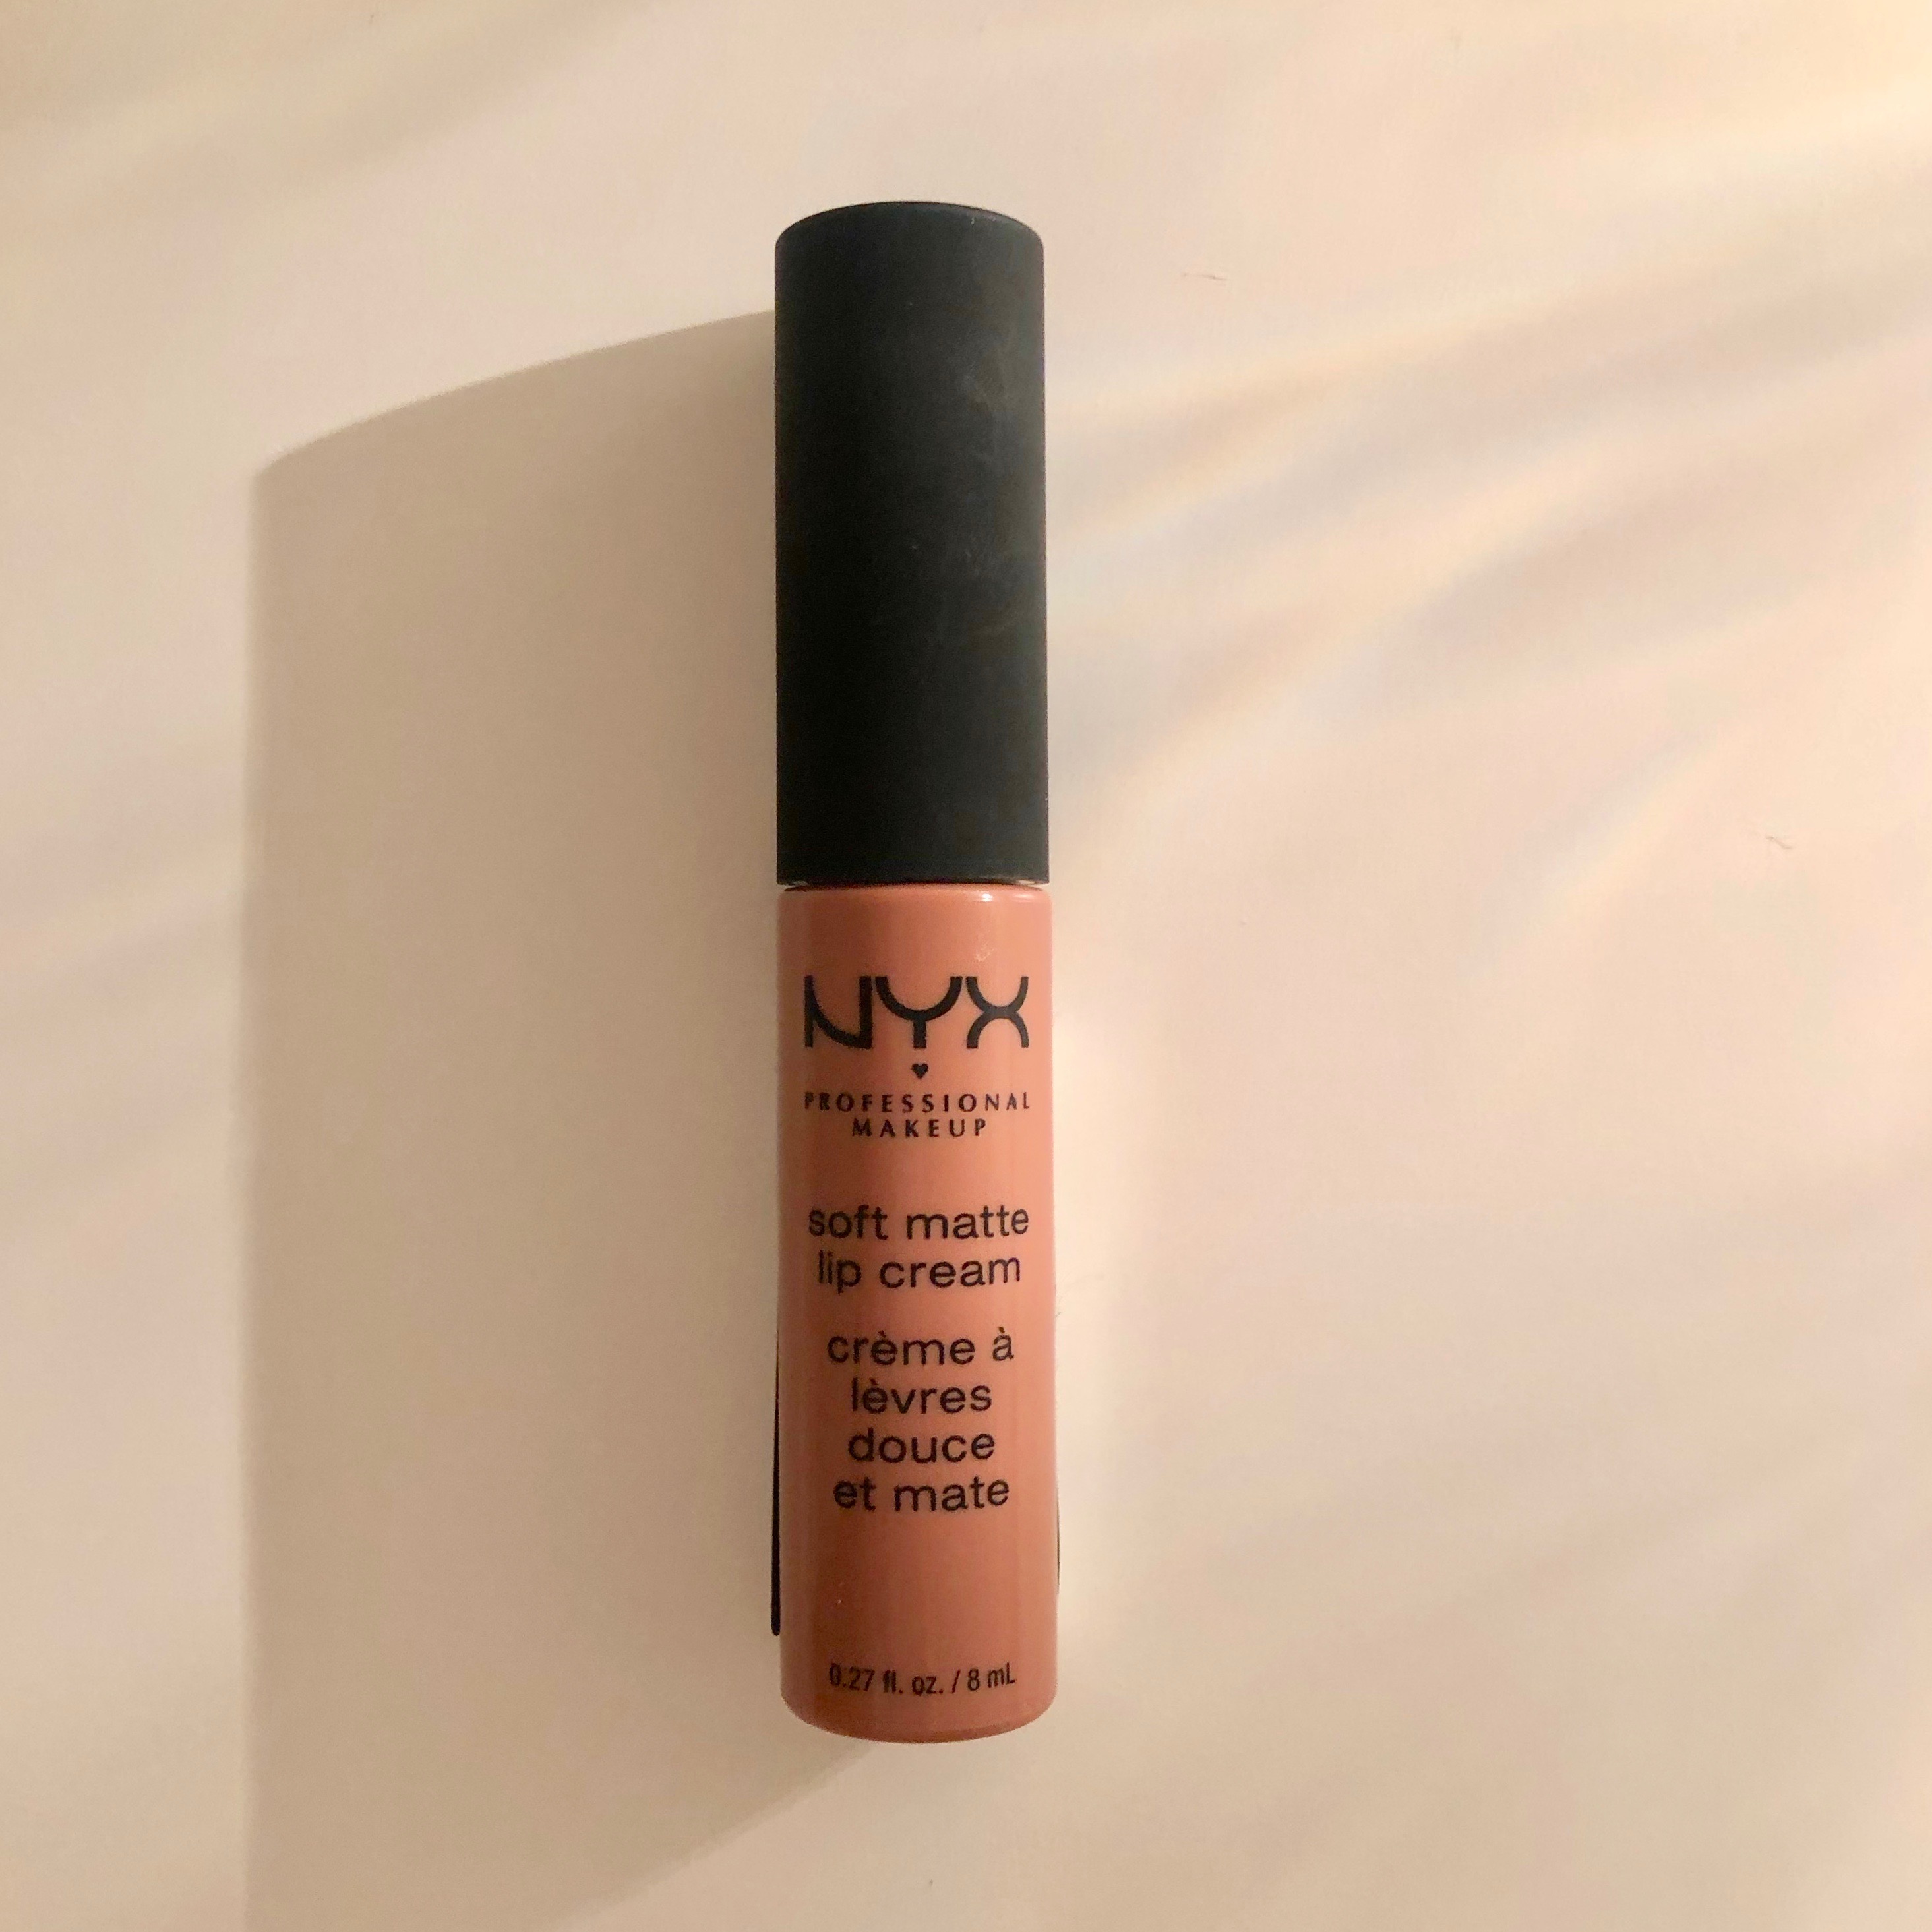 NYX
PROFESSIONAL
MAKEUP
soft matte
lip cream
crème à
lèvres
douce
et mate
0.27 fl. oz. / 8 mL